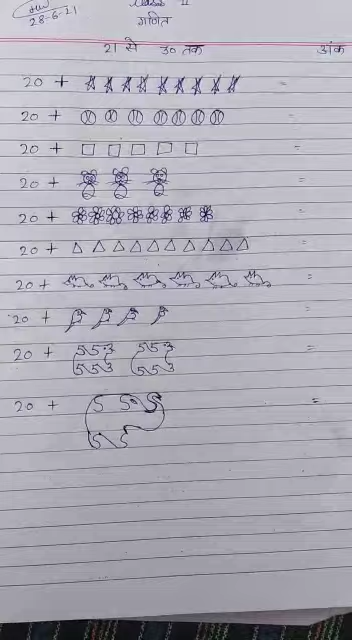 28-6-21
गणित
21 से 30 तक अंक
20 + =
20 + =
20 + =
20 + =
20 + =
20 +
20 + =
20 + =
20 + =
20 + =